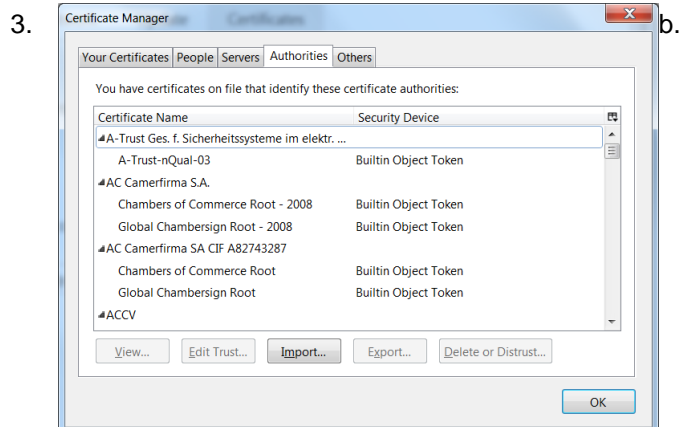 3.
b.
Certificate Manager
Certificates
Your Certificates People Servers Authorities Others
You have certificates on file that identify these certificate authorities:
Certificate Name Security Device
A-Trust Ges. f. Sicherheitssysteme im elektr. ...
A-Trust-nQual-03 Builtin Object Token
AC Camerfirma S.A.
Chambers of Commerce Root - 2008 Builtin Object Token
Global Chambersign Root - 2008 Builtin Object Token
AC Camerfirma SA CIF A82743287
Chambers of Commerce Root Builtin Object Token
Global Chambersign Root Builtin Object Token
ACCV
View... Edit Trust... Import... Export... Delete or Distrust...
OK